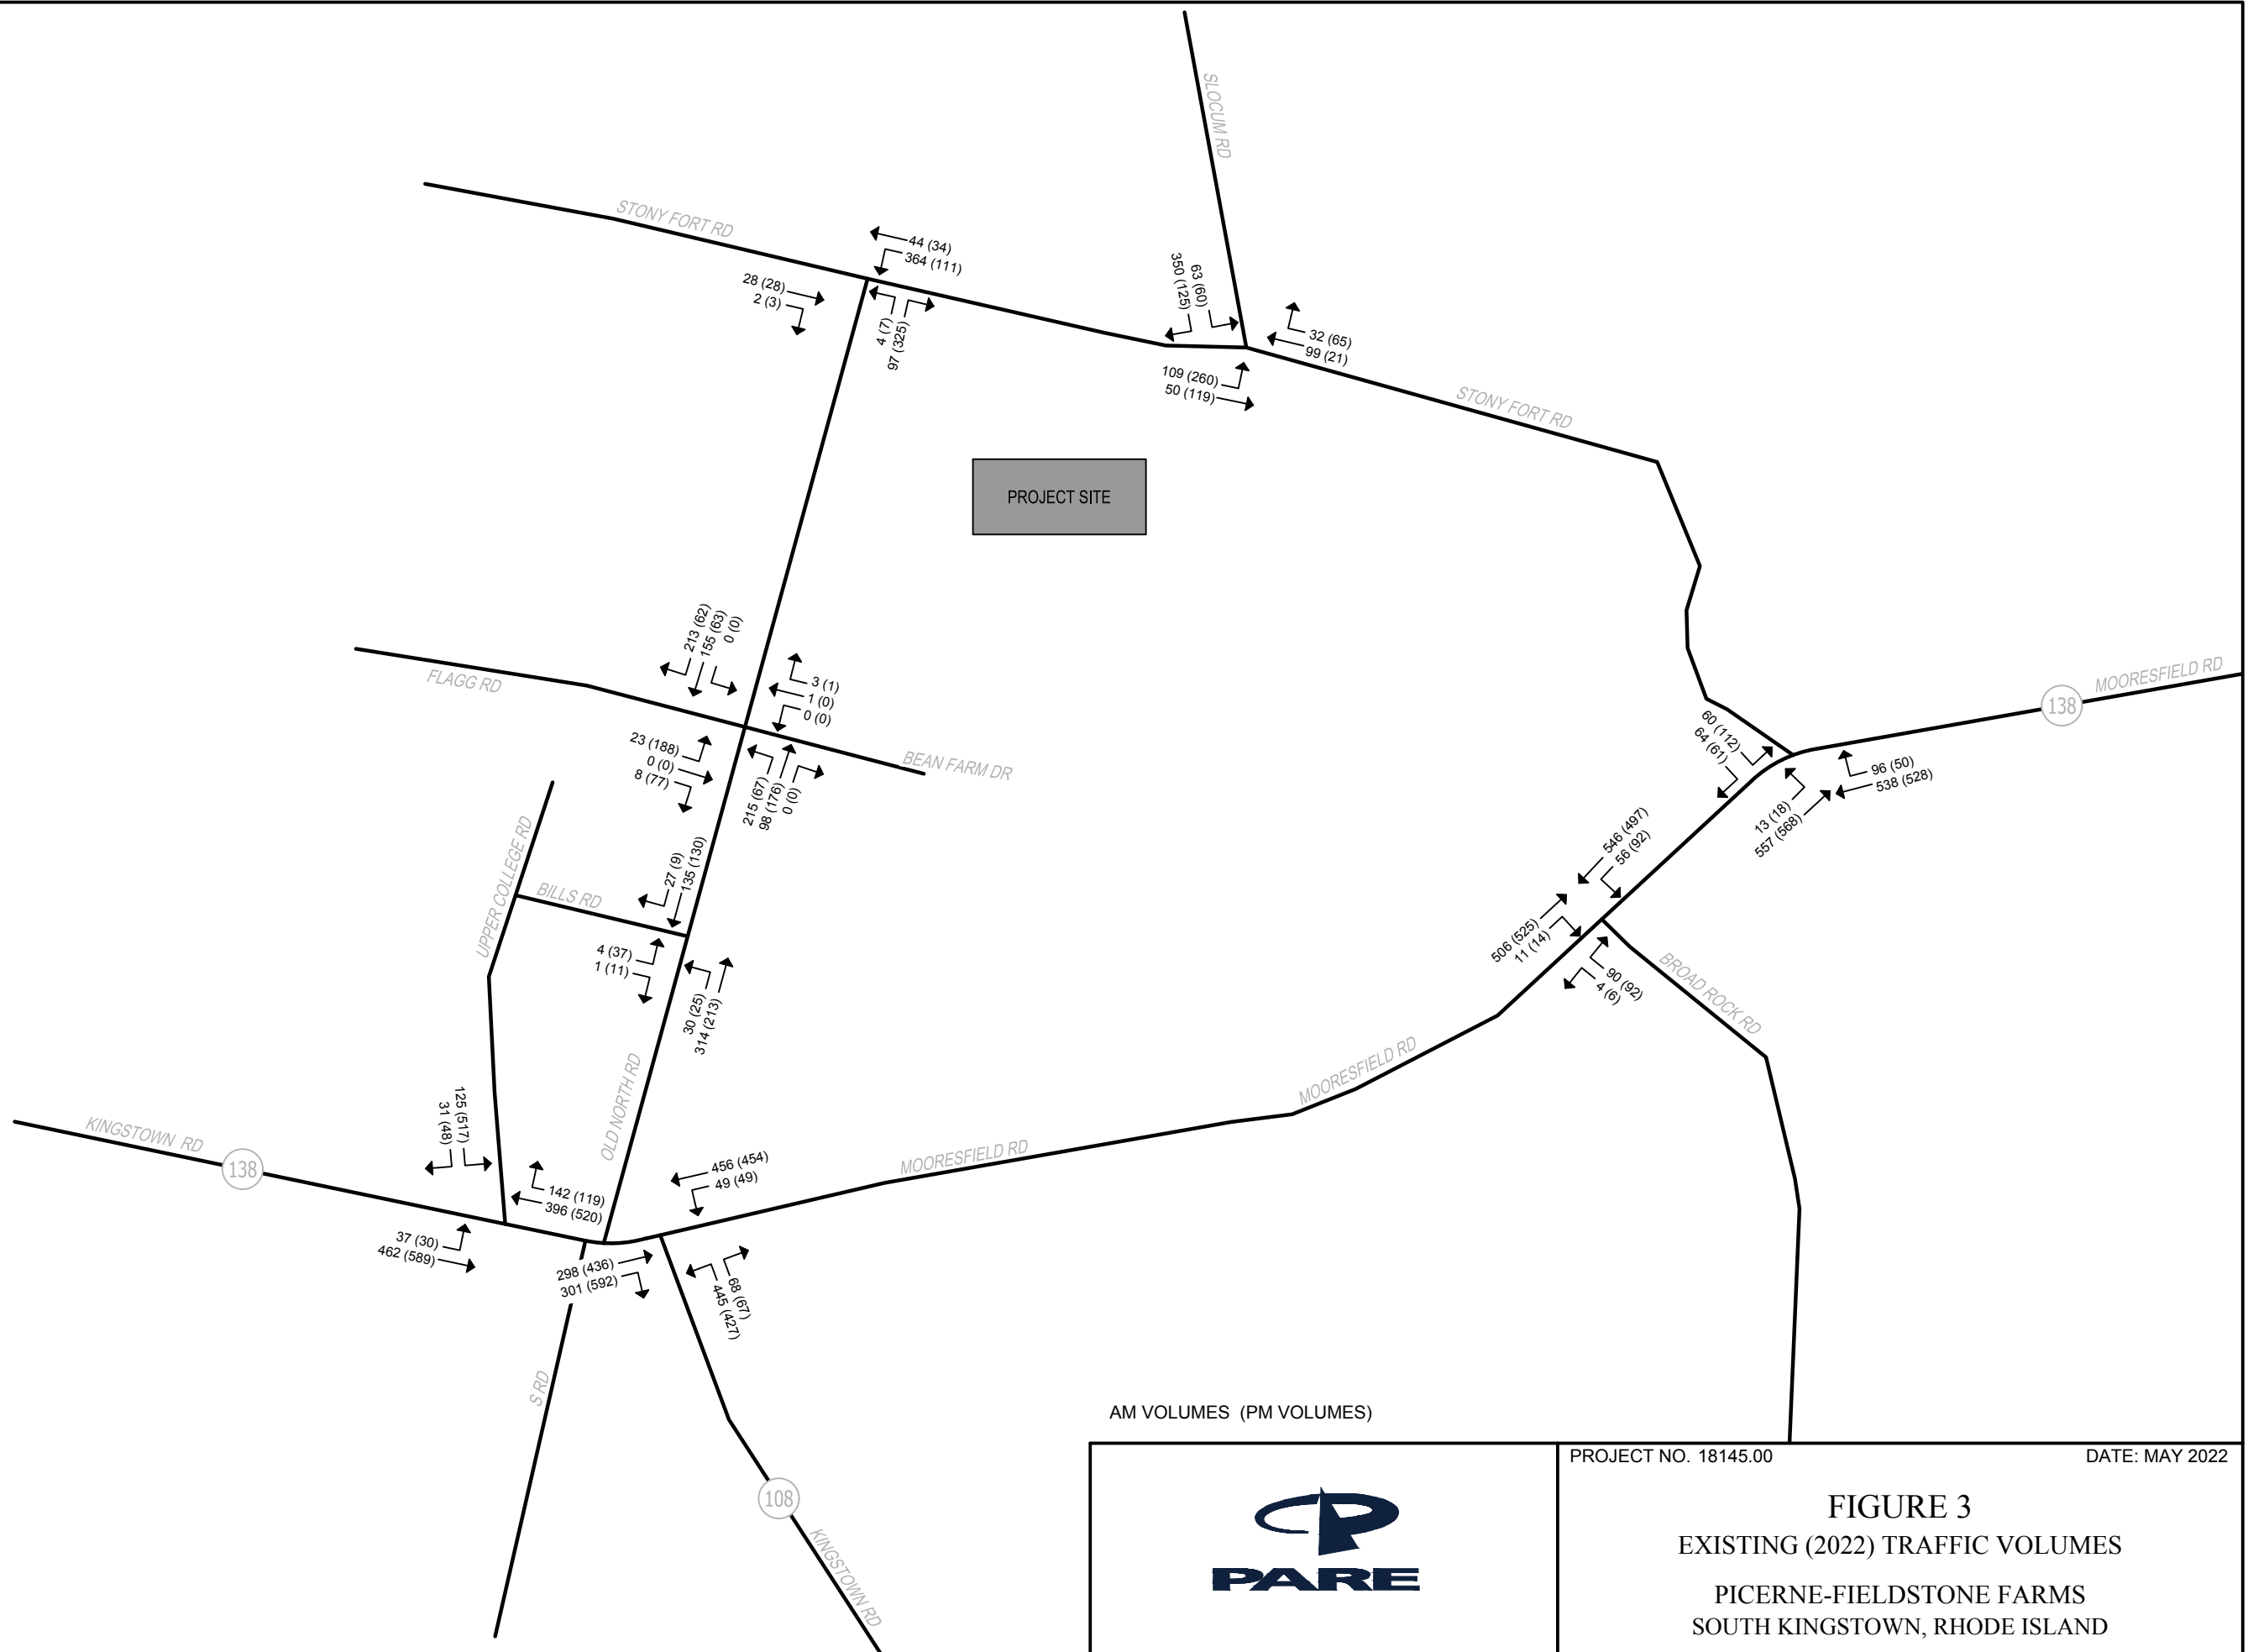 SLOCUM RD
STONY FORT RD
44 (34)
364 (111)
28 (28)
2 (3)
4 (7)
97 (325)
350 (125)
63 (60)
32 (65)
99 (21)
109 (260)
50 (119)
STONY FORT RD
PROJECT SITE
213 (62)
155 (63)
0 (0)
FLAGG RD
3 (1)
1 (0)
0 (0)
23 (188)
0 (0)
8 (77)
BEAN FARM DR
215 (67)
98 (176)
0 (0)
MOORESFIELD RD
138
60 (112)
64 (61)
96 (50)
538 (528)
13 (18)
557 (568)
546 (497)
56 (92)
506 (525)
11 (14)
90 (92)
4 (6)
BROAD ROCK RD
UPPER COLLEGE RD
BILLS RD
27 (9)
135 (130)
4 (37)
1 (11)
30 (25)
314 (213)
OLD NORTH RD
MOORESFIELD RD
KINGSTOWN RD
138
125 (517)
31 (48)
142 (119)
396 (520)
456 (454)
49 (49)
MOORESFIELD RD
37 (30)
462 (589)
298 (436)
301 (592)
68 (67)
445 (427)
S RD
108
KINGSTOWN RD
AM VOLUMES (PM VOLUMES)
PARE
PROJECT NO. 18145.00
DATE: MAY 2022
FIGURE 3
EXISTING (2022) TRAFFIC VOLUMES
PICERNE-FIELDSTONE FARMS
SOUTH KINGSTOWN, RHODE ISLAND